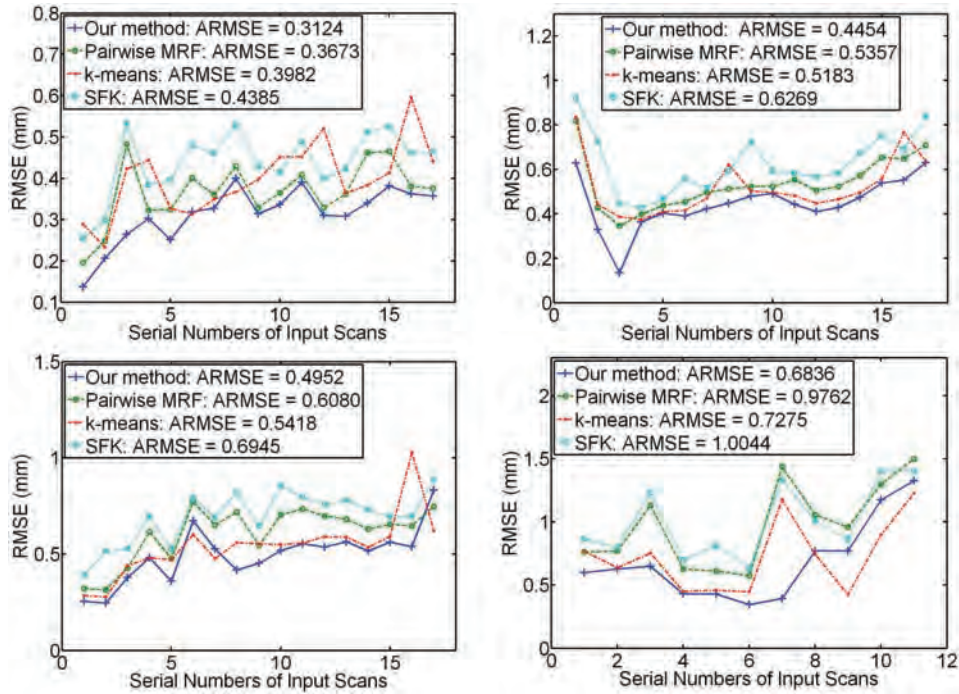 0.8
0.7
0.6
0.5
0.4
0.3
0.2
0.1
RMSE (mm)
Our method: ARMSE = 0.3124
Pairwise MRF: ARMSE = 0.3673
k-means: ARMSE = 0.3982
SFK: ARMSE = 0.4385
0 5 10 15
Serial Numbers of Input Scans
1.2
1
0.8
0.6
0.4
0.2
0
RMSE (mm)
Our method: ARMSE = 0.4454
Pairwise MRF: ARMSE = 0.5357
k-means: ARMSE = 0.5183
SFK: ARMSE = 0.6269
0 5 10 15
Serial Numbers of Input Scans
1.5
1
0.5
0
RMSE (mm)
Our method: ARMSE = 0.4952
Pairwise MRF: ARMSE = 0.6080
k-means: ARMSE = 0.5418
SFK: ARMSE = 0.6945
0 5 10 15
Serial Numbers of Input Scans
2
1.5
1
0.5
0
RMSE (mm)
Our method: ARMSE = 0.6836
Pairwise MRF: ARMSE = 0.9762
k-means: ARMSE = 0.7275
SFK: ARMSE = 1.0044
0 2 4 6 8 10 12
Serial Numbers of Input Scans